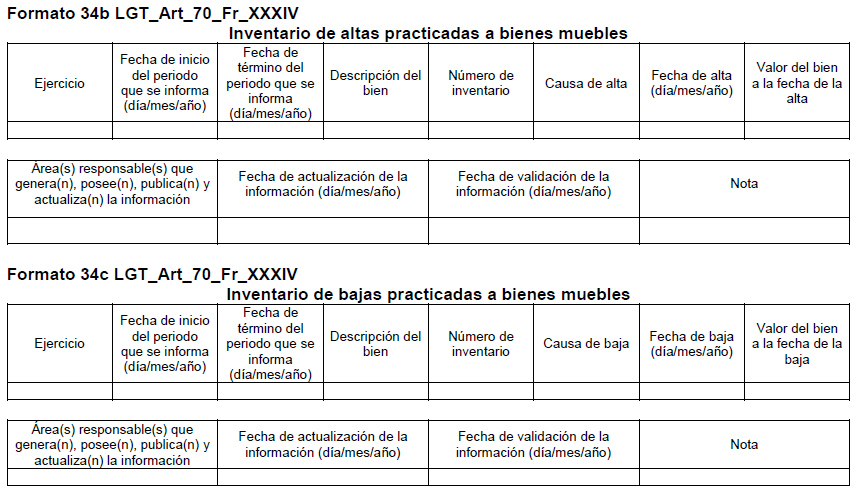 Formato 34b LGT_Art_70_Fr_XXXIV
Inventario de altas practicadas a bienes muebles
Ejercicio
Fecha de inicio
del periodo
que se informa
(día/mes/año)
Fecha de
término del
periodo que se
informa
(día/mes/año)
Descripción del
bien
Número de
inventario
Causa de alta
Fecha de alta
(día/mes/año)
Valor del bien
a la fecha de la
alta
Área(s) responsable(s) que
genera(n), posee(n), publica(n) y
actualiza(n) la información
Fecha de actualización de la
información (día/mes/año)
Fecha de validación de la
información (día/mes/año)
Nota
Formato 34c LGT_Art_70_Fr_XXXIV
Inventario de bajas practicadas a bienes muebles
Ejercicio
Fecha de inicio
del periodo
que se informa
(día/mes/año)
Fecha de
término del
periodo que se
informa
(día/mes/año)
Descripción del
bien
Número de
inventario
Causa de baja
Fecha de baja
(día/mes/año)
Valor del bien
a la fecha de la
baja
Área(s) responsable(s) que
genera(n), posee(n), publica(n) y
actualiza(n) la información
Fecha de actualización de la
información (día/mes/año)
Fecha de validación de la
información (día/mes/año)
Nota